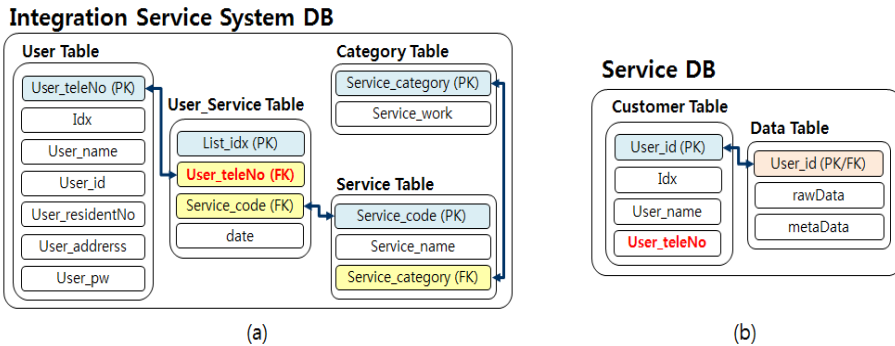 Integration Service System DB
User Table
User_teleNo (PK)
Idx
User_name
User_id
User_residentNo
User_addrerss
User_pw
User_Service Table
List_idx (PK)
User_teleNo (FK)
Service_code (FK)
date
Category Table
Service_category (PK)
Service_work
Service Table
Service_code (PK)
Service_name
Service_category (FK)
(a)
Service DB
Customer Table
User_id (PK)
Idx
User_name
User_teleNo
Data Table
User_id (PK/FK)
rawData
metaData
(b)